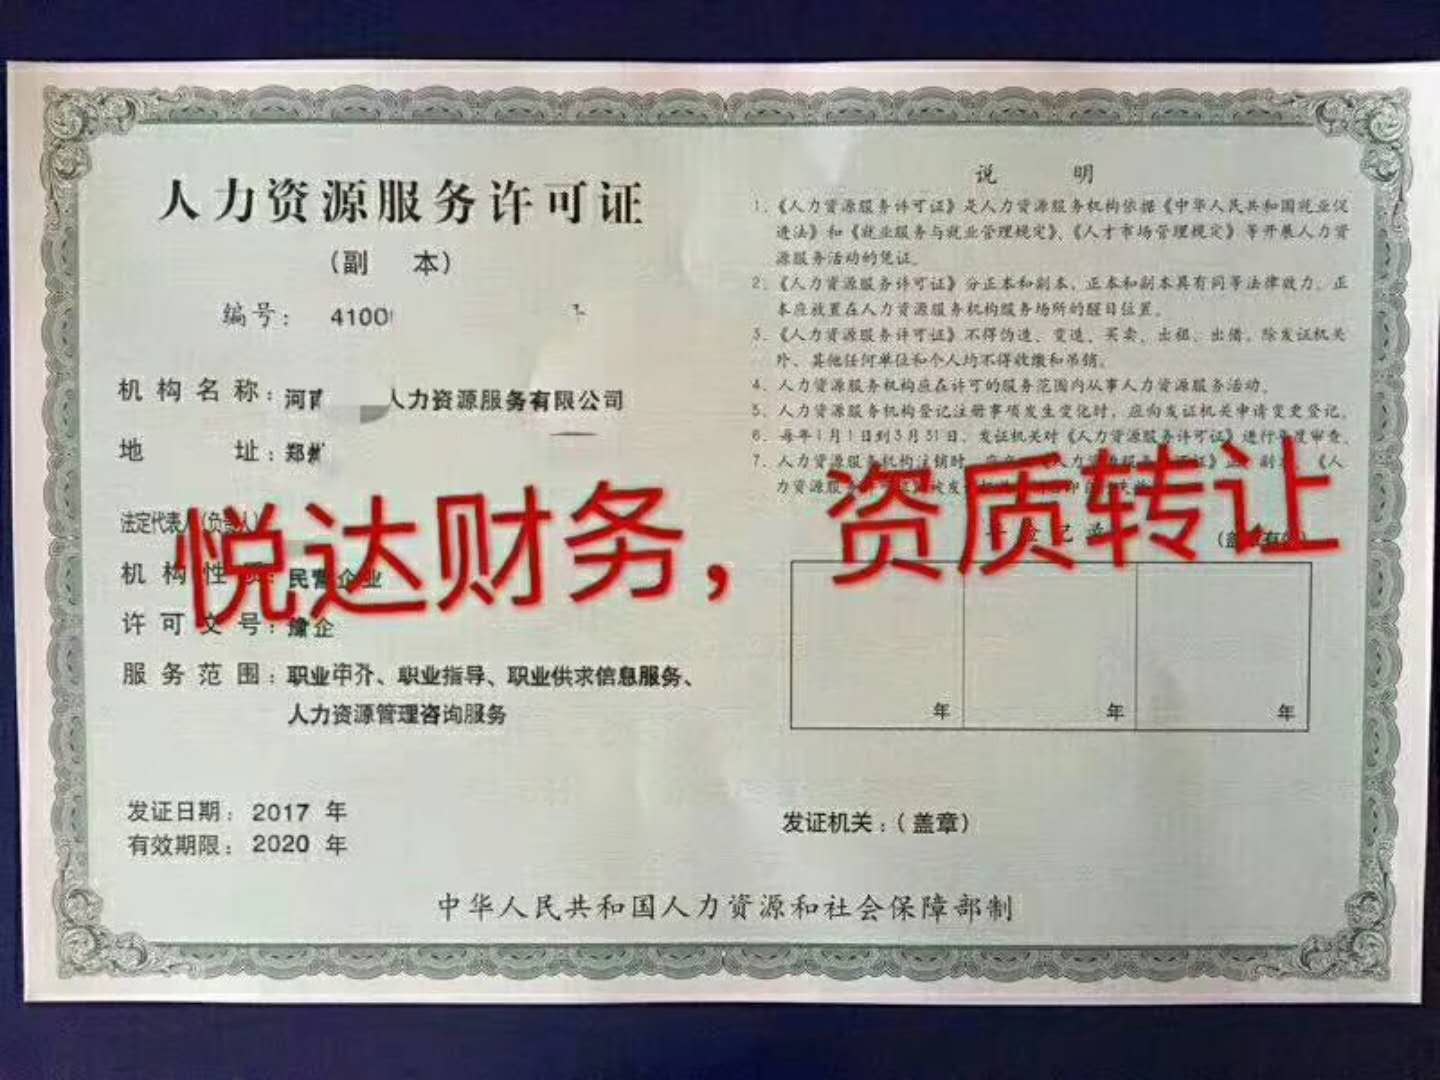 人力资源服务许可证
（副 本）
编号： 4100
机构名称：河南 人力资源服务有限公司
地 址：郑州
法定代表人(负责人)
机构性质：民营企业
许可文号：豫企
服务范围：职业中介、职业指导、职业供求信息服务、
人力资源管理咨询服务
发证日期：2017 年
有效期限：2020 年
说 明
1．《人力资源服务许可证》是人力资源服务机构依据《中华人民共和国就业促
进法》和《就业服务与就业管理规定》、《人才市场管理规定》等开展人力资
源服务活动的凭证。
2．《人力资源服务许可证》分正本和副本，正本和副本具有同等法律效力，正
本应放置在人力资源服务机构服务场所的醒目位置。
3．《人力资源服务许可证》不得伪造、变造、买卖、出租、出借，除发证机关
外，其他任何单位和个人均不得收缴和吊销。
4．人力资源服务机构应在许可的服务范围内从事人力资源服务活动。
5．人力资源服务机构登记注册事项发生变化时，应向发证机关申请变更登记。
6．每年1月1日到3月31日，发证机关对《人力资源服务许可证》进行年度审查。
7．人力资源服务机构注销时，
力资源服
悦达财务，资质转让
年 年 年
发证机关：（盖章）
中华人民共和国人力资源和社会保障部制